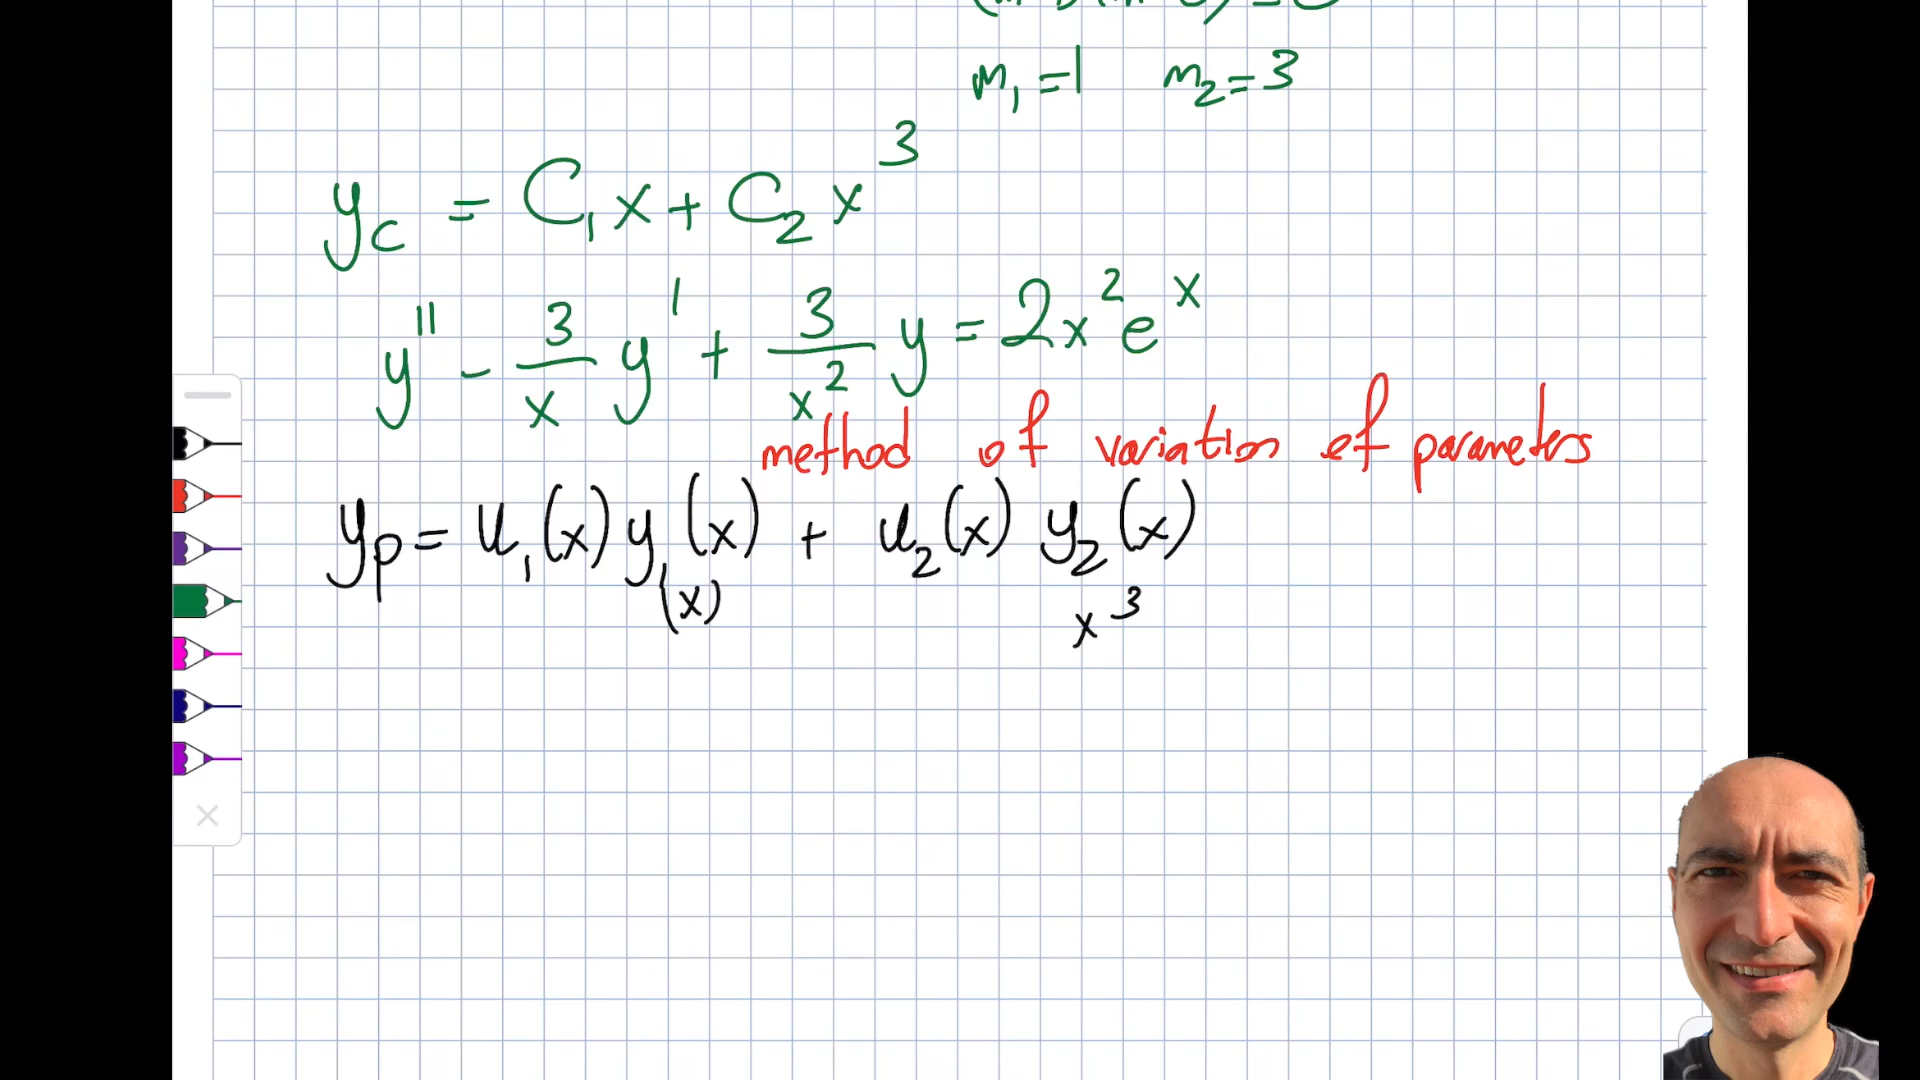 m₁ = 1 m₂ = 3
y_c = C₁x + C₂x³
y'' - 3/x y' + 3/x² y = 2x²eˣ
method of variation of parameters
y_p = u₁(x) y₁(x) + u₂(x) y₂(x)
(x) x³